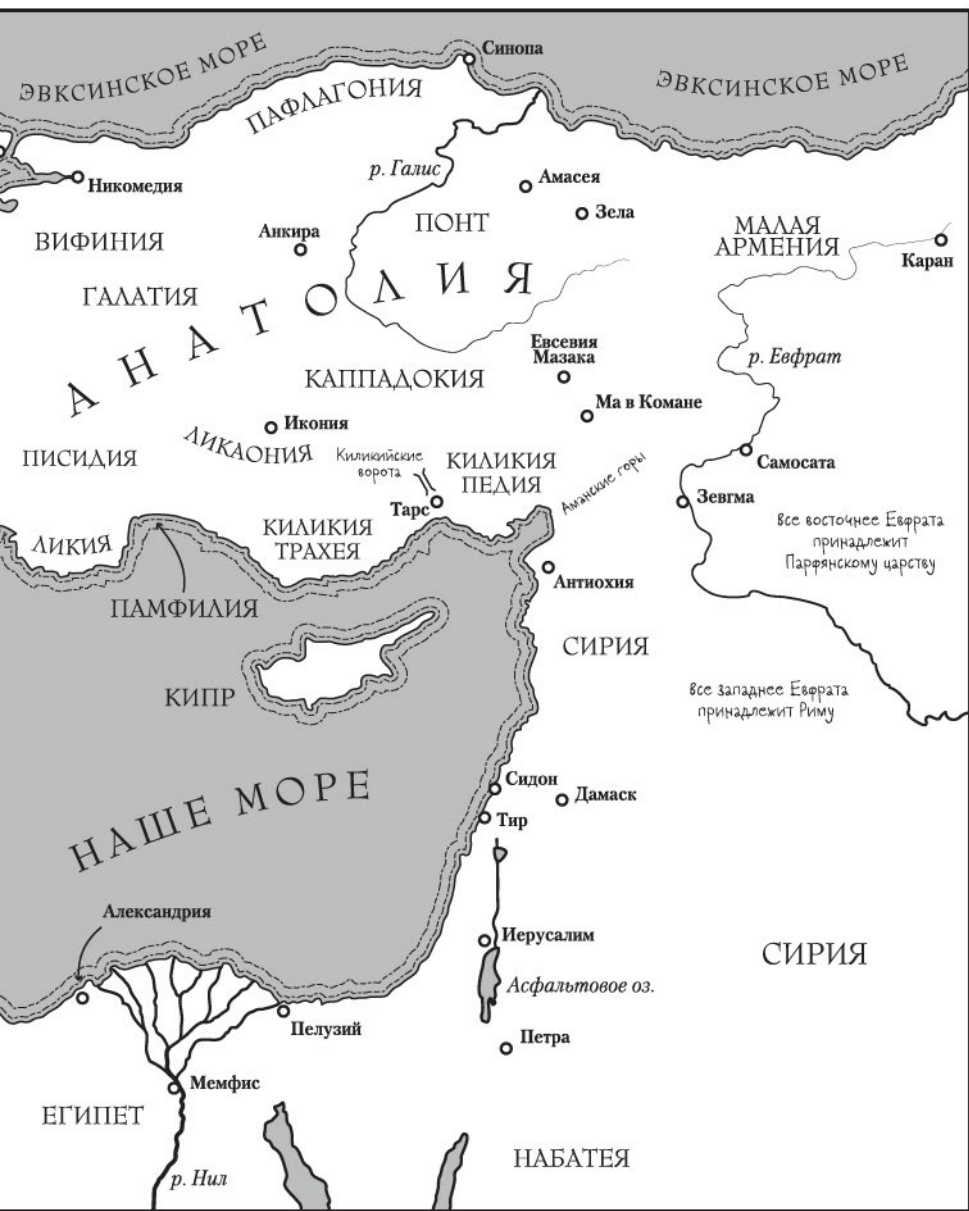 Синопа
ЭВКСИНСКОЕ МОРЕ
ЭВКСИНСКОЕ МОРЕ
ПАФЛАГОНИЯ
р. Галис
Амасея
Никомедия
Зела
ПОНТ
МАЛАЯ
АРМЕНИЯ
Анкира
ВИФИНИЯ
Каран
ГАЛАТИЯ
АНАТОЛИЯ
Евсевия
Мазака
р. Евфрат
КАППАДОКИЯ
Ма в Комане
Икония
ЛИКАОНИЯ
ПИСИДИЯ
Киликийские
ворота
КИЛИКИЯ
ПЕДИЯ
Аманские горы
Самосата
Зевгма
Тарс
Все восточнее Евфрата
принадлежит
Парфянскому царству
КИЛИКИЯ
ТРАХЕЯ
ЛИКИЯ
Антиохия
ПАМФИЛИЯ
СИРИЯ
КИПР
Все западнее Евфрата
принадлежит Риму
Сидон
Дамаск
НАШЕ МОРЕ
Тир
Александрия
Иерусалим
СИРИЯ
Асфальтовое оз.
Пелузий
Петра
Мемфис
ЕГИПЕТ
НАБАТЕЯ
р. Нил